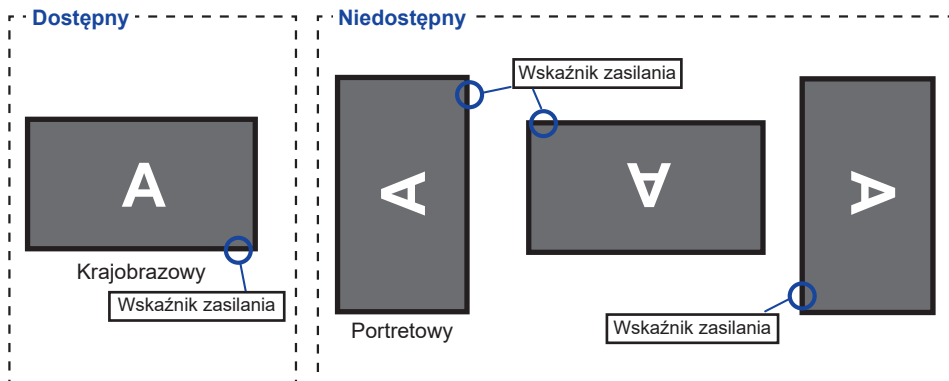 Dostępny
A
Krajobrazowy
Wskaźnik zasilania
Niedostępny
Wskaźnik zasilania
A
A
A
Portretowy
Wskaźnik zasilania